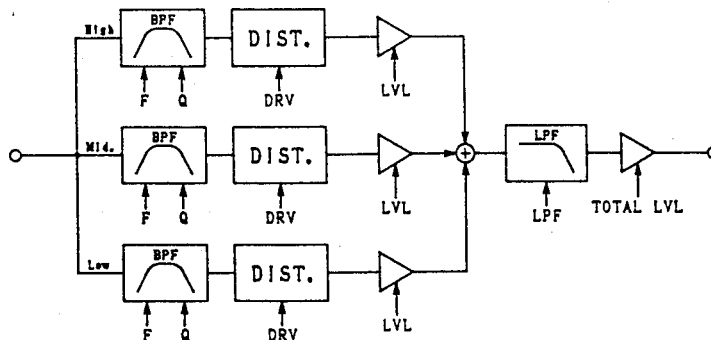 High
BPF
DIST.
F
Q
DRV
LVL
Mid.
BPF
DIST.
LPF
F
Q
DRV
LVL
LPF
TOTAL LVL
Low
BPF
DIST.
F
Q
DRV
LVL